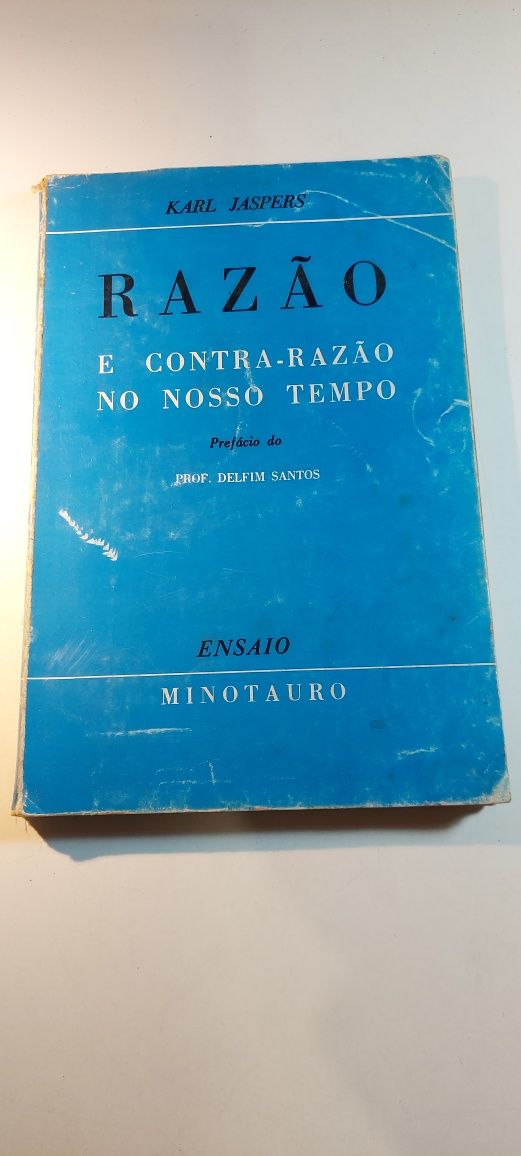 KARL JASPERS
RAZÃO
E CONTRA-RAZÃO
NO NOSSO TEMPO
Prefácio do
PROF. DELFIM SANTOS
ENSAIO
MINOTAURO